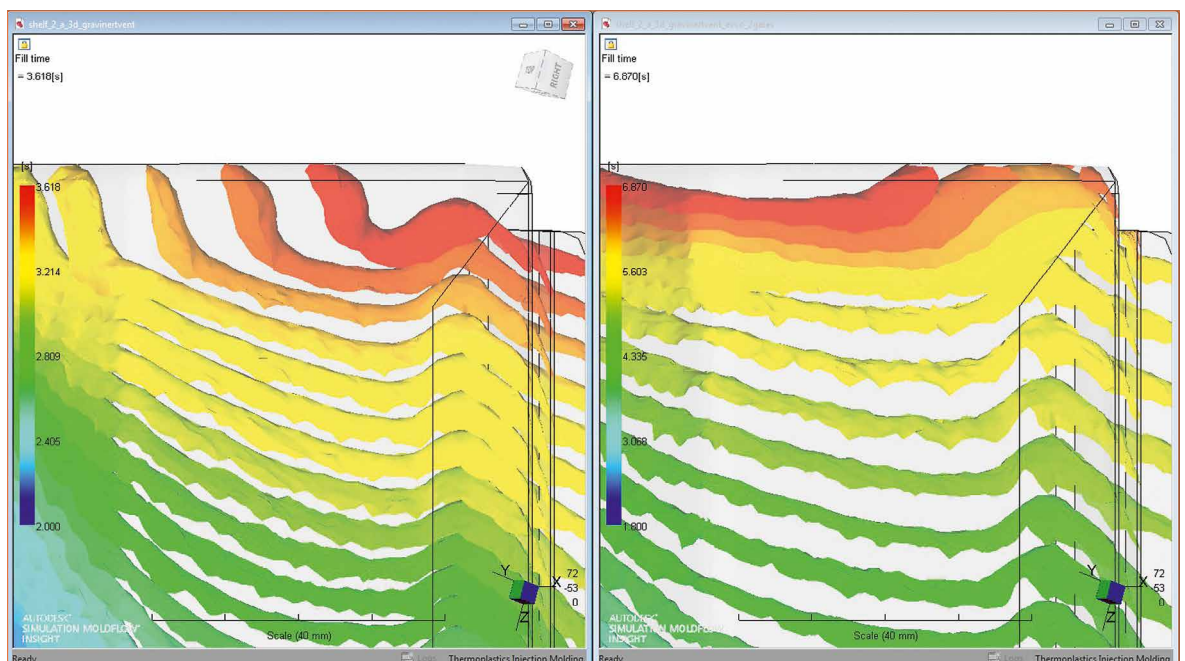 shelf_2_a_3d_gravinertvent
Fill time
= 3.618[s]
RIGHT
[s]
3.618
3.214
2.809
2.405
2.000
Y
X
Z
72
-53
0
AUTODESK
SIMULATION MOLDFLOW
INSIGHT
Scale (40 mm)
Ready
Logs
Thermoplastics Injection Molding
Fill time
= 6.870[s]
[s]
6.870
5.603
4.335
3.068
1.800
Y
X
Z
72
-53
0
AUTODESK
SIMULATION MOLDFLOW
INSIGHT
Scale (40 mm)
Ready
Logs
Thermoplastics Injection Molding